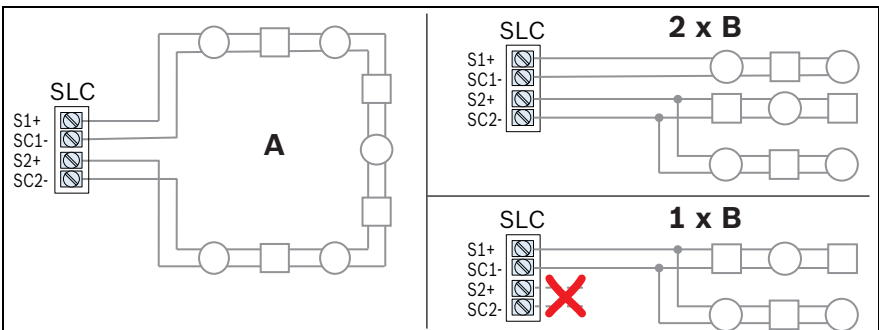 SLC
S1+
SC1-
S2+
SC2-
A
2 x B
SLC
S1+
SC1-
S2+
SC2-
1 x B
SLC
S1+
SC1-
S2+
SC2-